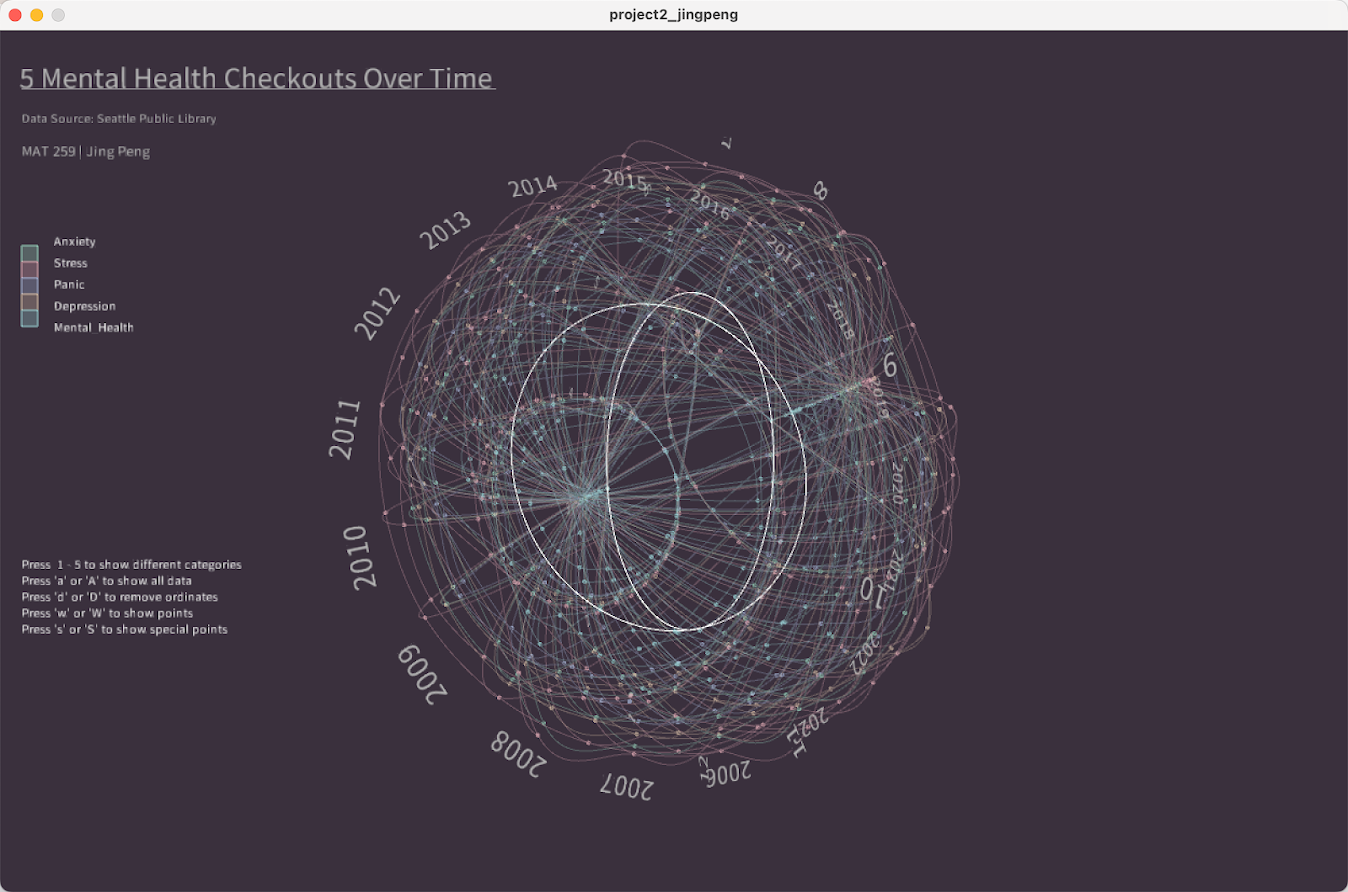 project2_jingpeng
5 Mental Health Checkouts Over Time
Data Source: Seattle Public Library
MAT 259 | Jing Peng
Anxiety
Stress
Panic
Depression
Mental_Health
Press 1 - 5 to show different categories
Press 'a' or 'A' to show all data
Press 'd' or 'D' to remove ordinates
Press 'w' or 'W' to show points
Press 's' or 'S' to show special points
2006
2007
2008
2009
2010
2011
2012
2013
2014
2015
2016
2017
2018
2019
2020
2021
2022
2023
7
8
9
10
11
12